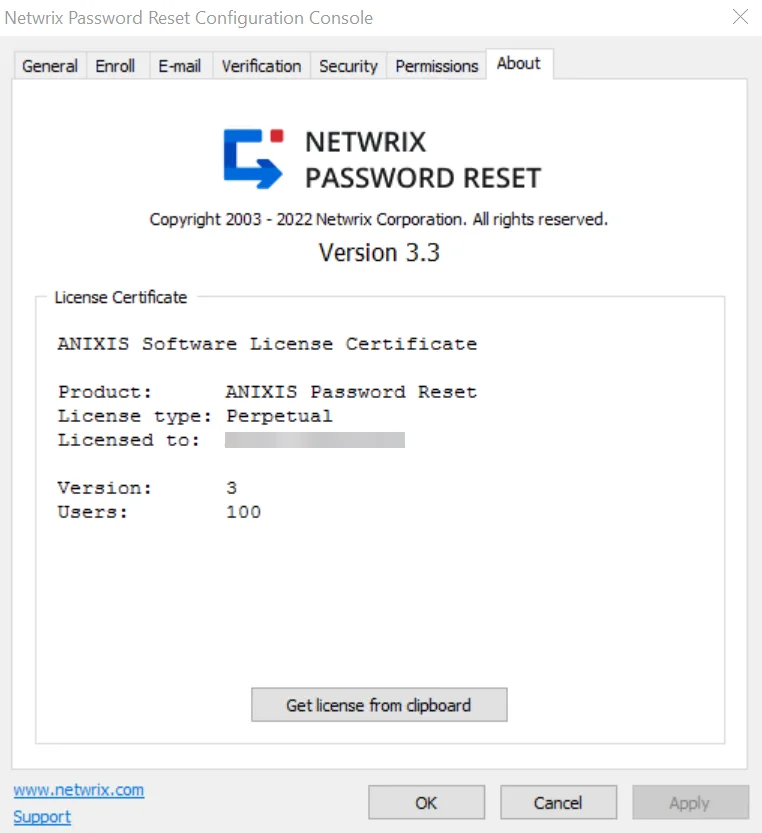 Netwrix Password Reset Configuration Console
General Enroll E-mail Verification Security Permissions About
NETWRIX
PASSWORD RESET
Copyright 2003 - 2022 Netwrix Corporation. All rights reserved.
Version 3.3
License Certificate
ANIXIS Software License Certificate
Product: ANIXIS Password Reset
License type: Perpetual
Licensed to:
Version: 3
Users: 100
Get license from clipboard
www.netwrix.com
Support
OK Cancel Apply